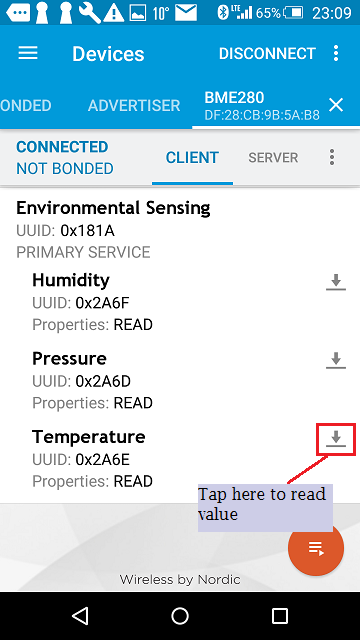 10° LTE 65% 23:09
Devices DISCONNECT
ONDED ADVERTISER BME280
DF:28:CB:9B:5A:B8
CONNECTED
NOT BONDED CLIENT SERVER
Environmental Sensing
UUID: 0x181A
PRIMARY SERVICE
Humidity
UUID: 0x2A6F
Properties: READ
Pressure
UUID: 0x2A6D
Properties: READ
Temperature
UUID: 0x2A6E
Properties: READ
Tap here to read
value
Wireless by Nordic